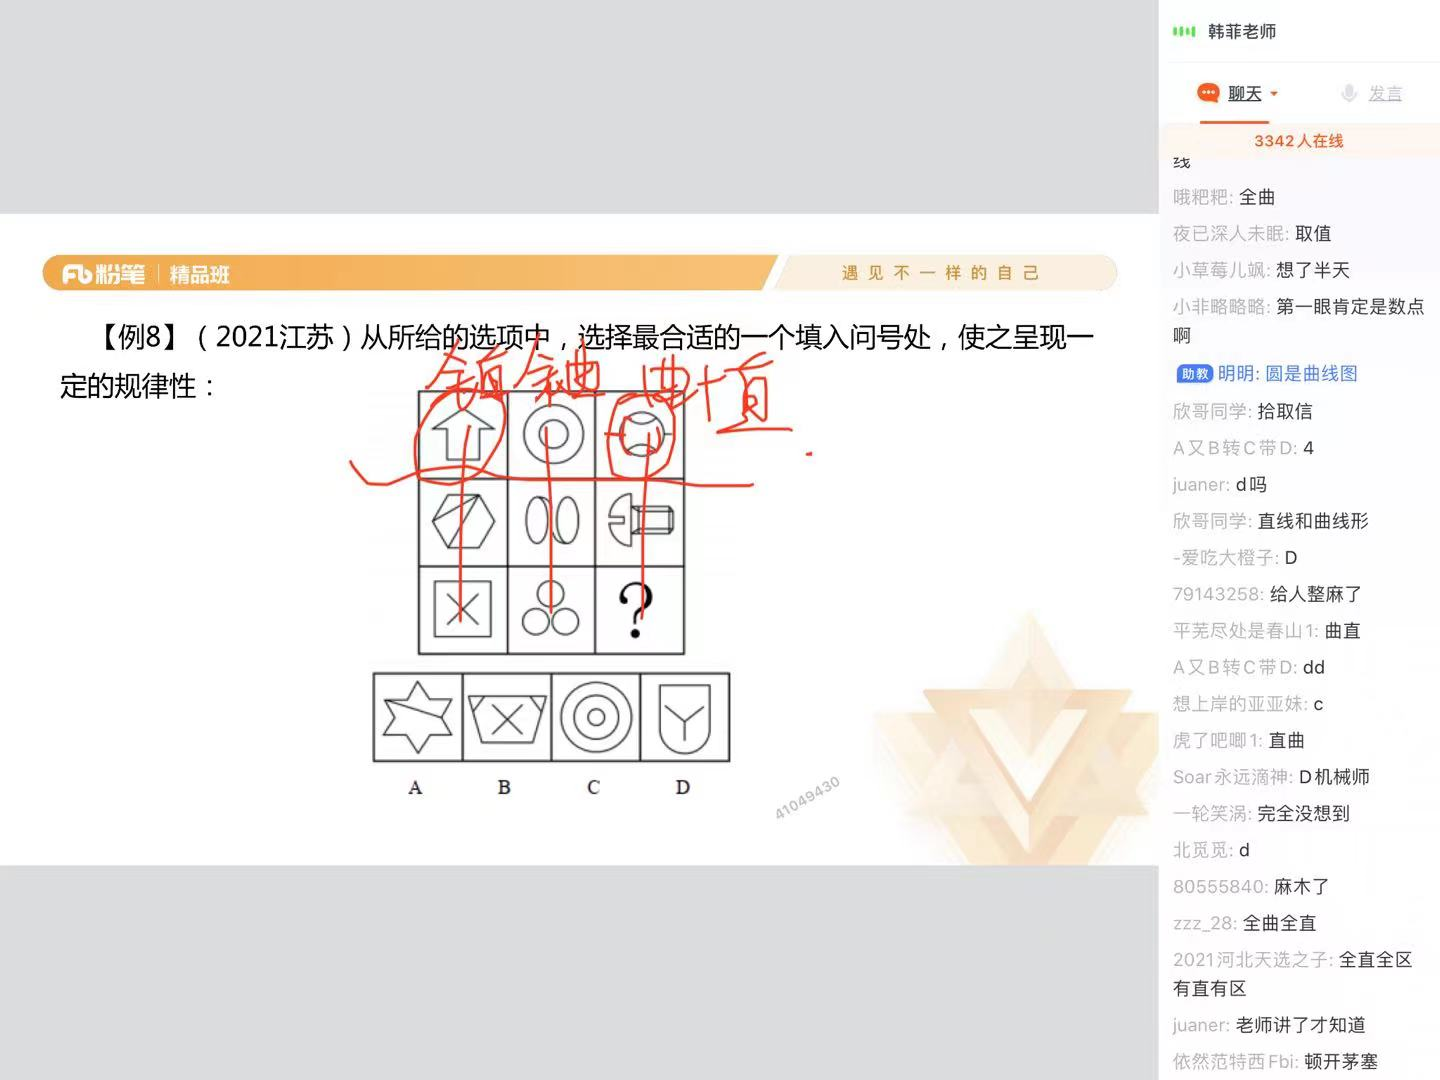 粉笔 精品班
遇见不一样的自己
【例8】（2021江苏）从所给的选项中，选择最合适的一个填入问号处，使之呈现一
定的规律性：
全直 全曲 曲+直
?
A B C D
41049430
韩菲老师
聊天 发言
3342人在线
线
哦粑粑: 全曲
夜已深人未眠: 取值
小草莓儿飒: 想了半天
小非略略略: 第一眼肯定是数点
啊
助教 明明: 圆是曲线图
欣哥同学: 拾取信
A又B转C带D: 4
juaner: d吗
欣哥同学: 直线和曲线形
-爱吃大橙子: D
79143258: 给人整麻了
平芜尽处是春山1: 曲直
A又B转C带D: dd
想上岸的亚亚妹: c
虎了吧唧1: 直曲
Soar永远滴神: D机械师
一轮笑涡: 完全没想到
北觅觅: d
80555840: 麻木了
zzz_28: 全曲全直
2021河北天选之子: 全直全区
有直有区
juaner: 老师讲了才知道
依然范特西Fbi: 顿开茅塞